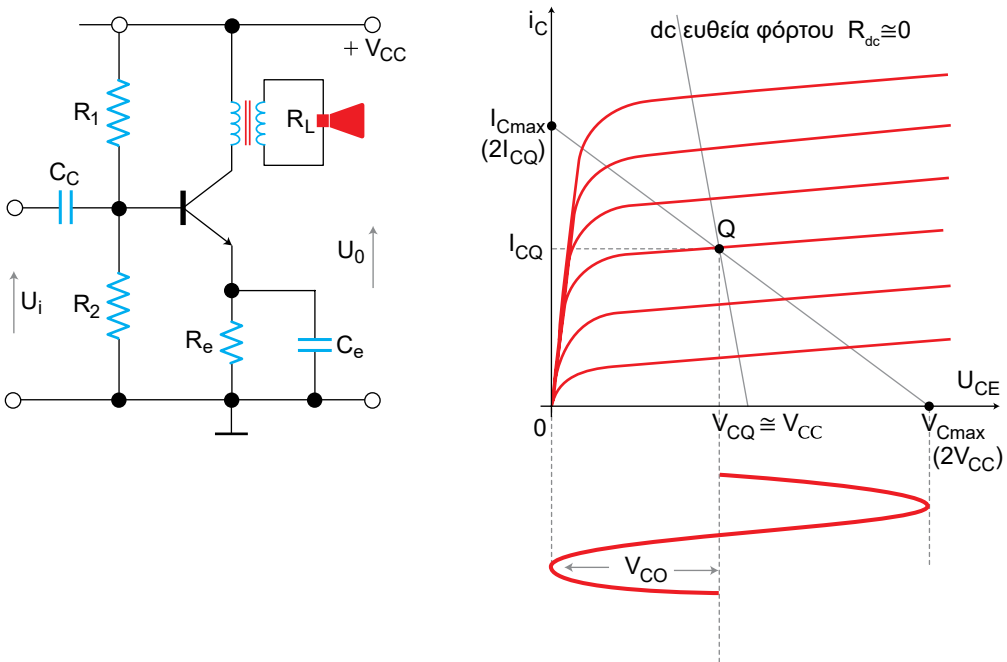 + V_CC
R_1
R_L
C_C
U_0
U_i
R_2
R_e
C_e
i_C
dc ευθεία φόρτου R_dc≅0
I_Cmax
(2I_CQ)
Q
I_CQ
U_CE
0
V_CQ ≅ V_CC
V_Cmax
(2V_CC)
V_CO